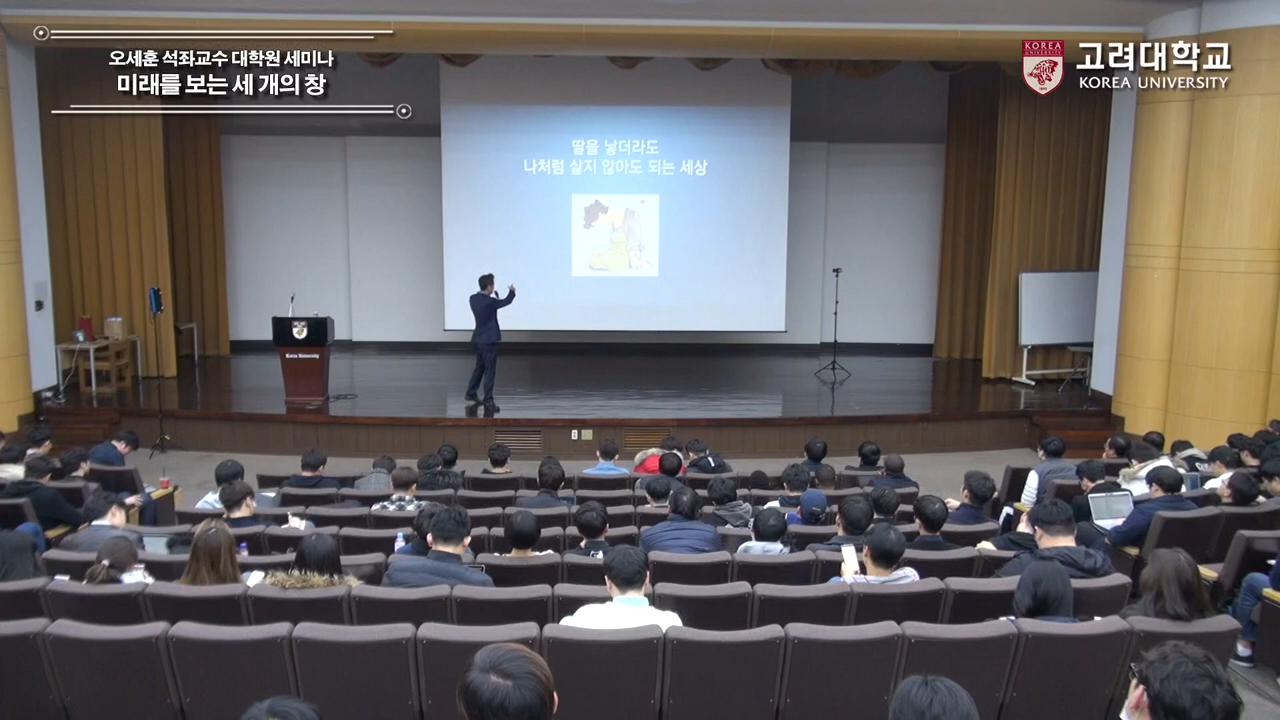 오세훈 석좌교수 대학원 세미나
미래를 보는 세 개의 창
KOREA
UNIVERSITY
고려대학교
KOREA UNIVERSITY
딸을 낳더라도
나처럼 살지 않아도 되는 세상
Korea University